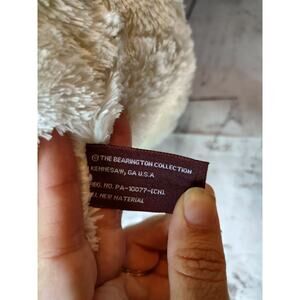 © THE BEARINGTON COLLECTION
KENNESAW, GA U.S.A
REG. NO. PA-10077-(CN).
NEW MATERIAL